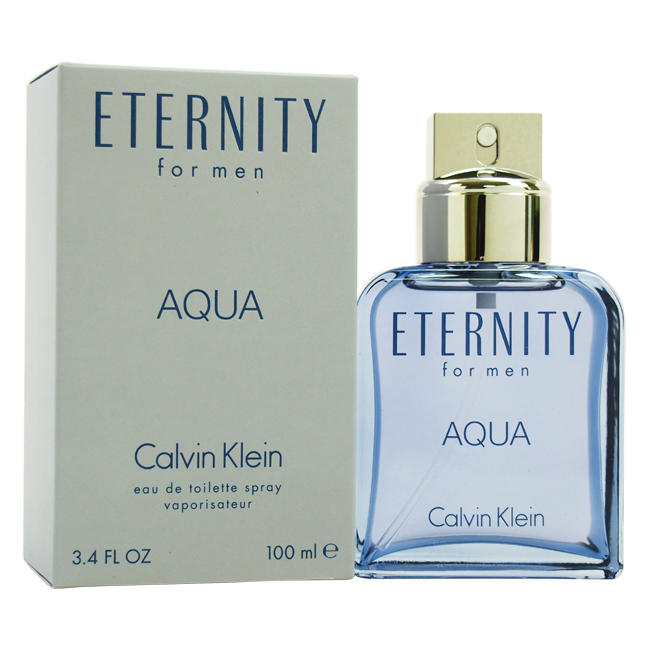 ETERNITY
for men
AQUA
Calvin Klein
eau de toilette spray
vaporisateur
3.4 FL OZ 100 ml ℮
ETERNITY
for men
AQUA
Calvin Klein